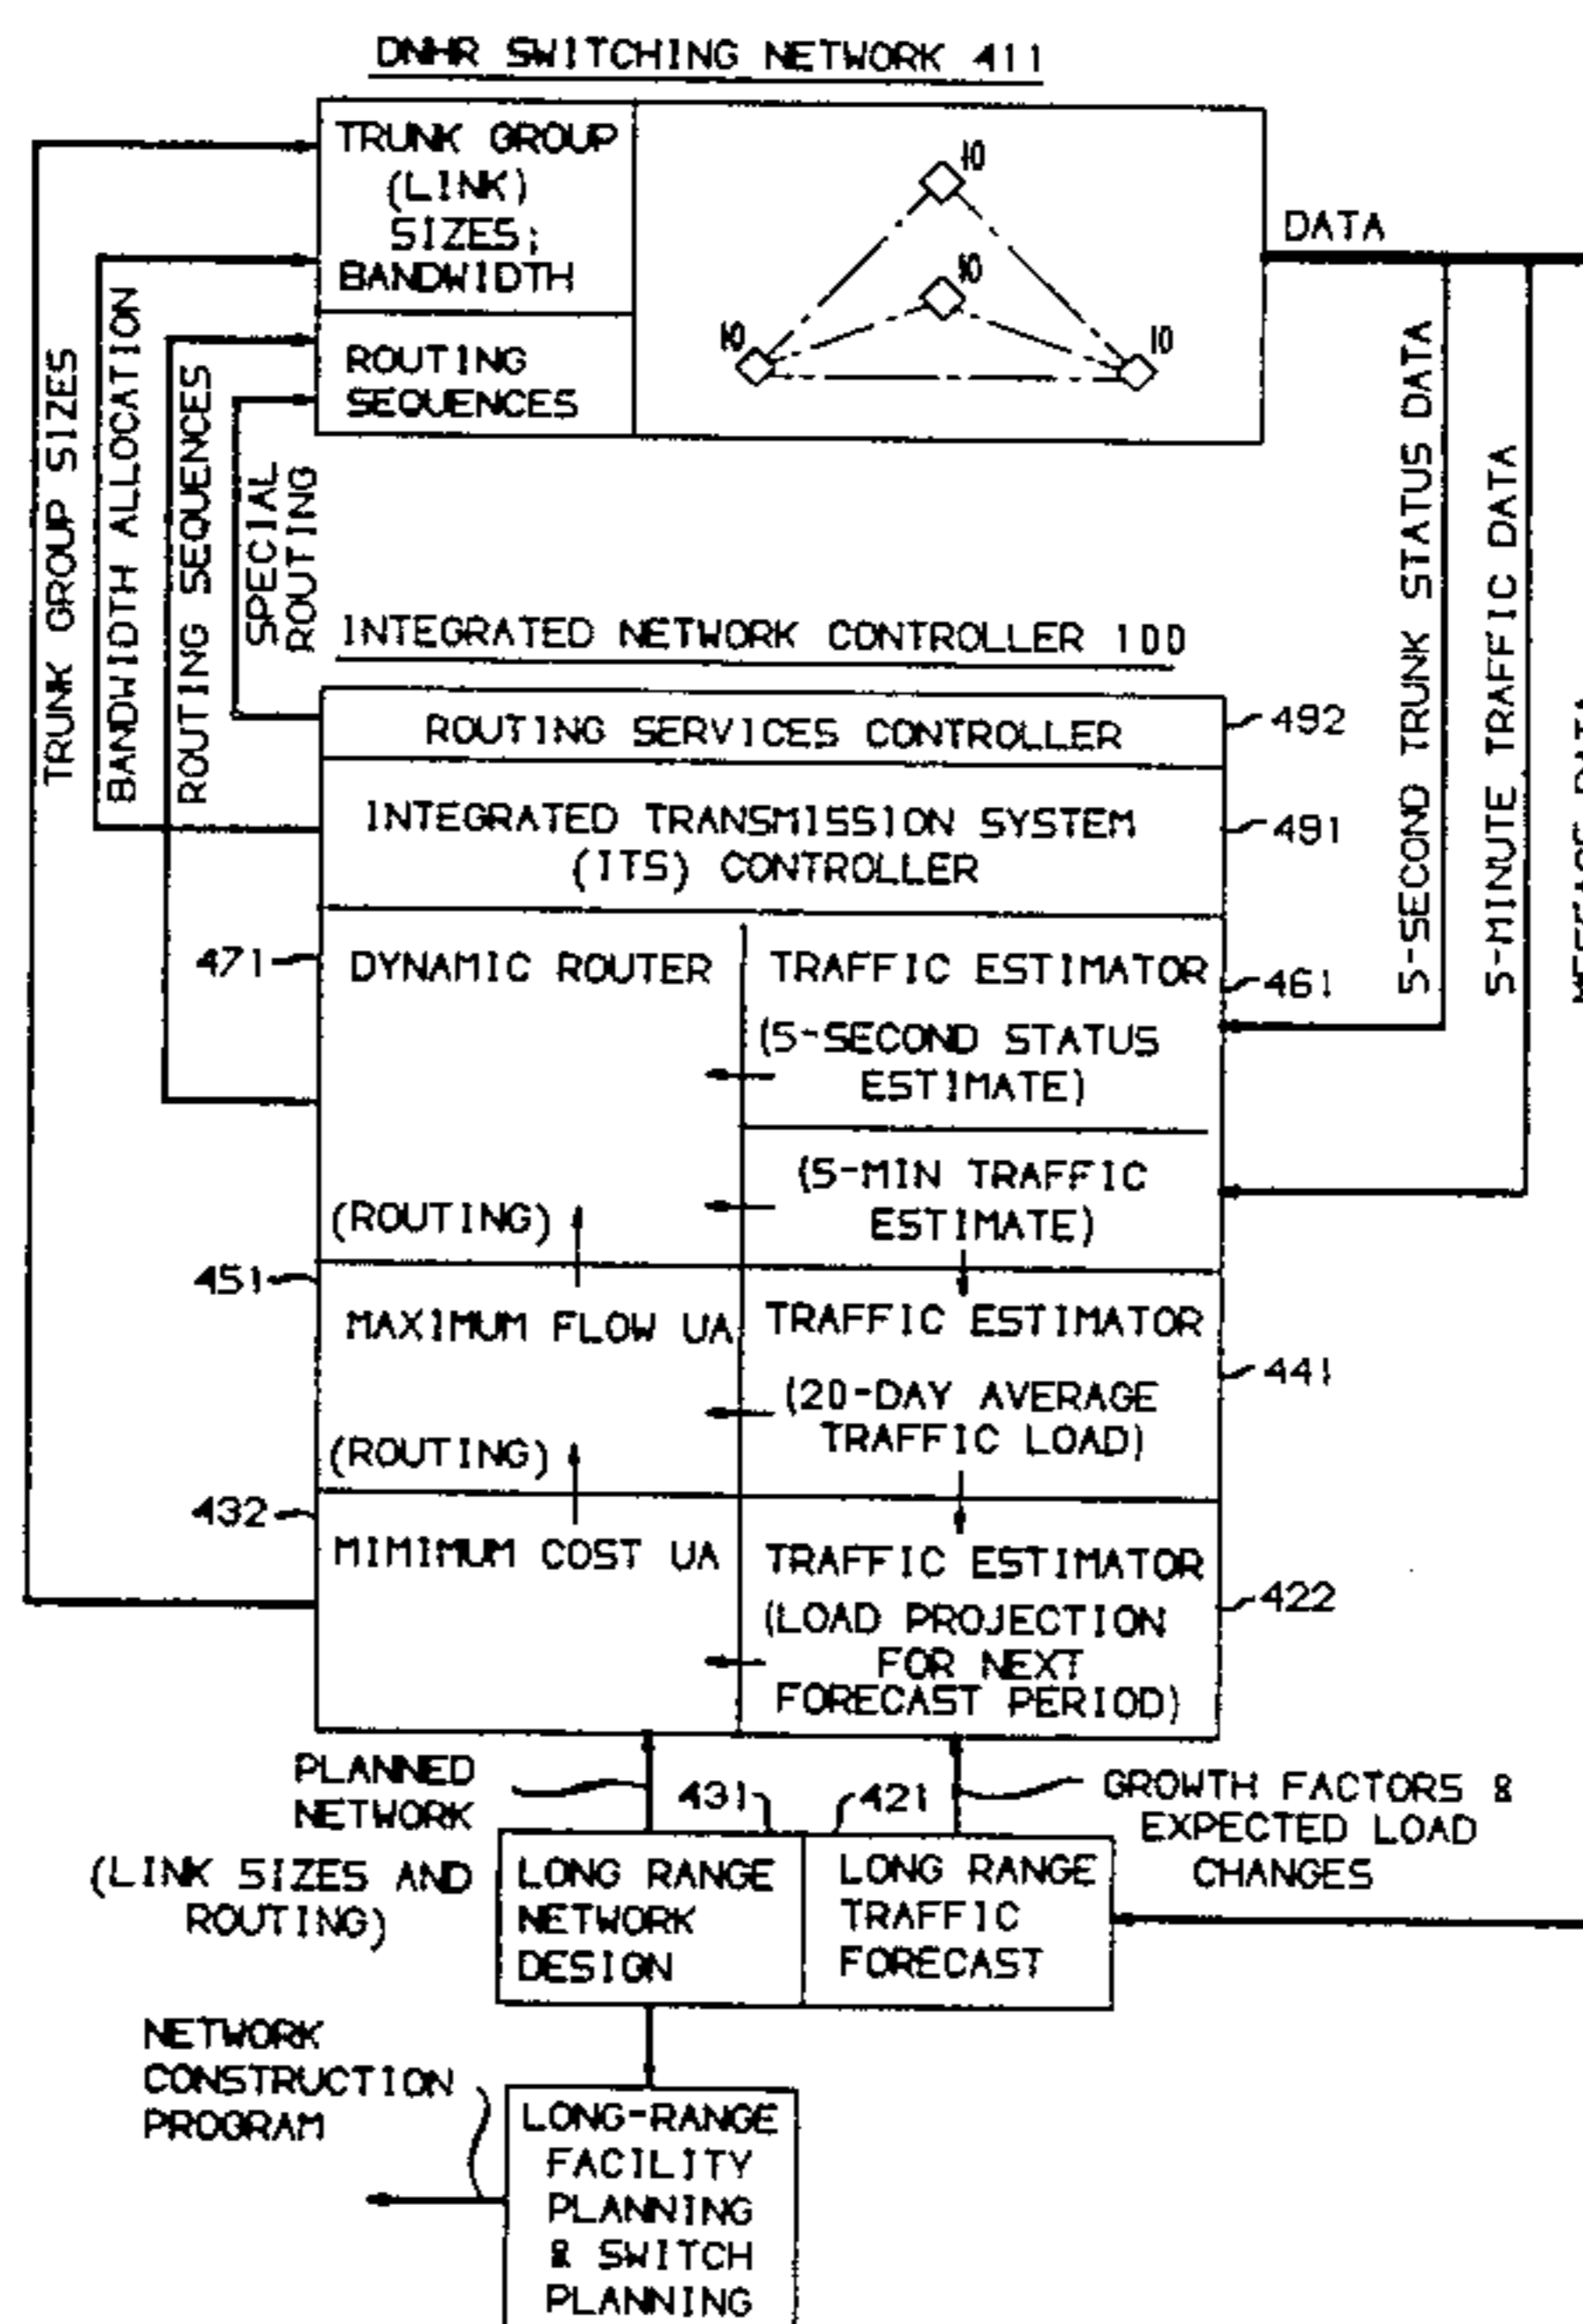 DNHR SWITCHING NETWORK 411
TRUNK GROUP
(LINK)
SIZES;
BANDWIDTH
ROUTING
SEQUENCES
10
10
10
10
DATA
TRUNK GROUP SIZES
BANDWIDTH ALLOCATION
ROUTING SEQUENCES
SPECIAL
ROUTING
5-SECOND TRUNK STATUS DATA
5-MINUTE TRAFFIC DATA
INTEGRATED NETWORK CONTROLLER 100
ROUTING SERVICES CONTROLLER
492
INTEGRATED TRANSMISSION SYSTEM
(ITS) CONTROLLER
491
471
DYNAMIC ROUTER
(ROUTING)
TRAFFIC ESTIMATOR
461
(5-SECOND STATUS
ESTIMATE)
(5-MIN TRAFFIC
ESTIMATE)
451
MAXIMUM FLOW UA
(ROUTING)
TRAFFIC ESTIMATOR
441
(20-DAY AVERAGE
TRAFFIC LOAD)
432
MIMIMUM COST UA
TRAFFIC ESTIMATOR
422
(LOAD PROJECTION
FOR NEXT
FORECAST PERIOD)
PLANNED
NETWORK
(LINK SIZES AND
ROUTING)
431
421
GROWTH FACTORS &
EXPECTED LOAD
CHANGES
LONG RANGE
NETWORK
DESIGN
LONG RANGE
TRAFFIC
FORECAST
NETWORK
CONSTRUCTION
PROGRAM
LONG-RANGE
FACILITY
PLANNING
& SWITCH
PLANNING